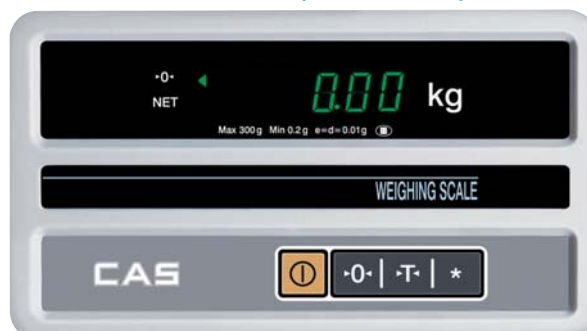 ▸0◂
0.00 kg
NET
Max 300g Min 0.2g e=d=0.01g
WEIGHING SCALE
CAS
▸0◂ ▸T◂ *